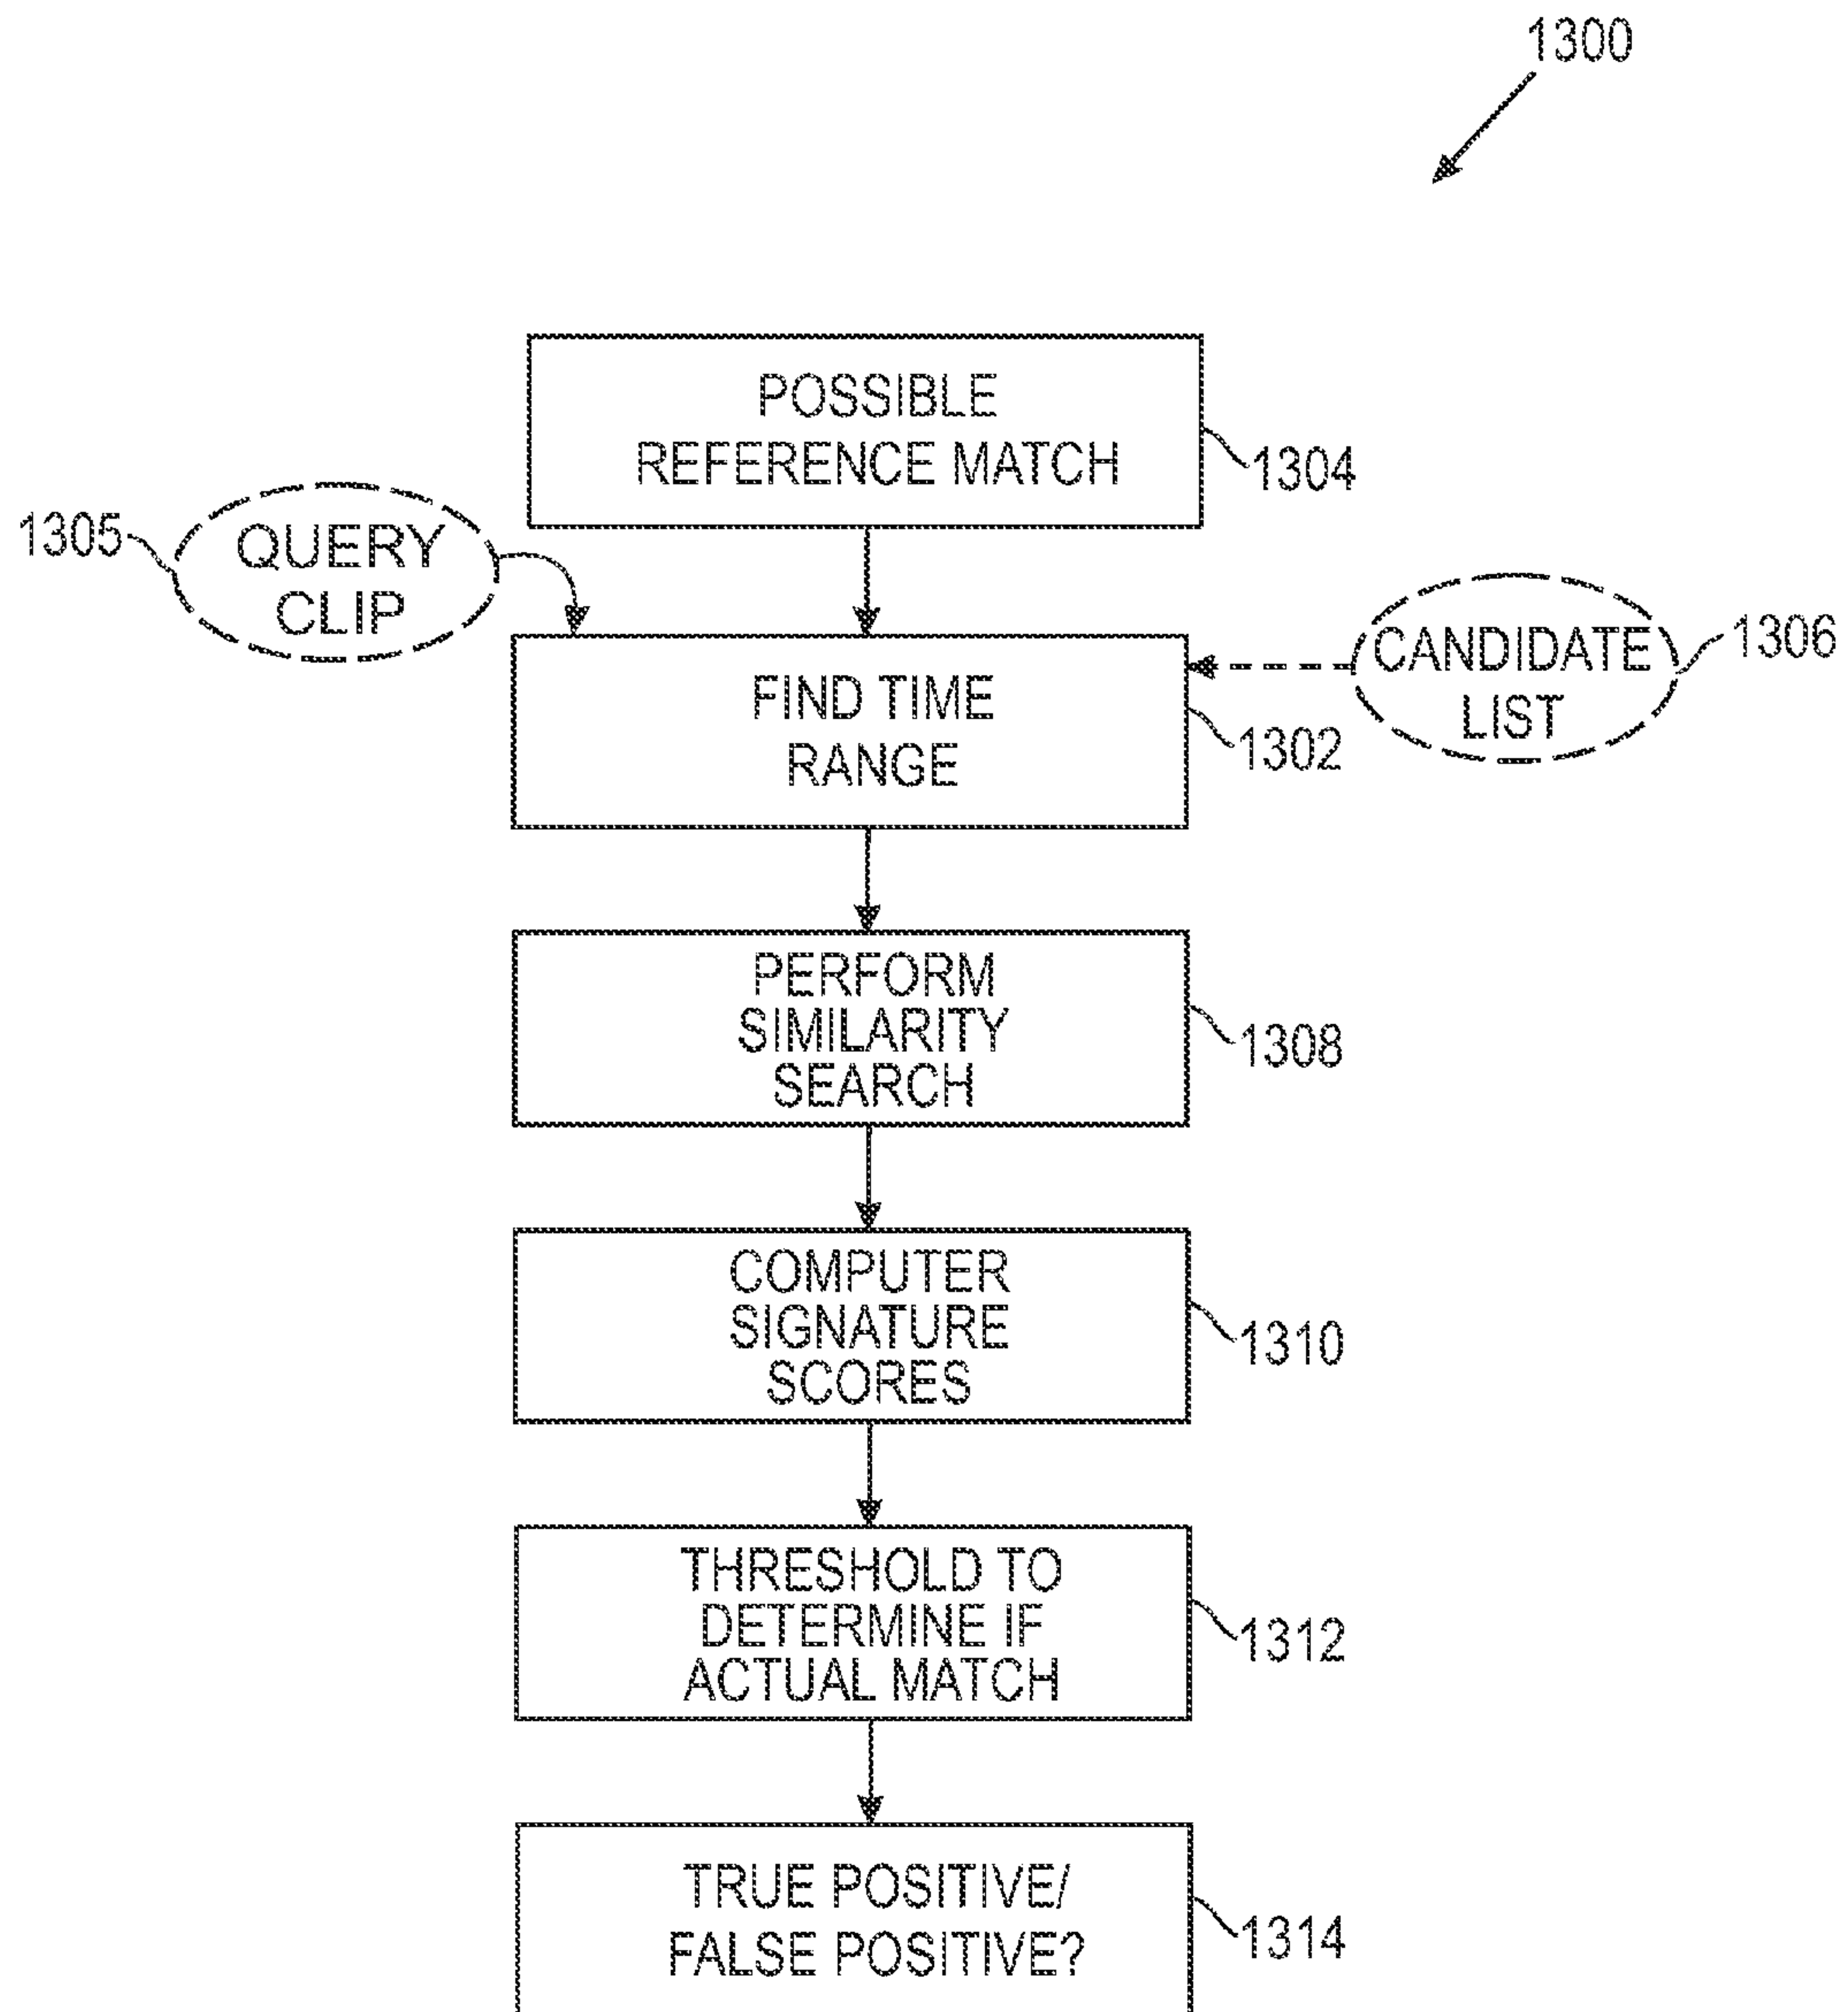 1300
POSSIBLE
REFERENCE MATCH
1304
1305
QUERY
CLIP
CANDIDATE
LIST
1306
FIND TIME
RANGE
1302
PERFORM
SIMILARITY
SEARCH
1308
COMPUTER
SIGNATURE
SCORES
1310
THRESHOLD TO
DETERMINE IF
ACTUAL MATCH
1312
TRUE POSITIVE/
FALSE POSITIVE?
1314